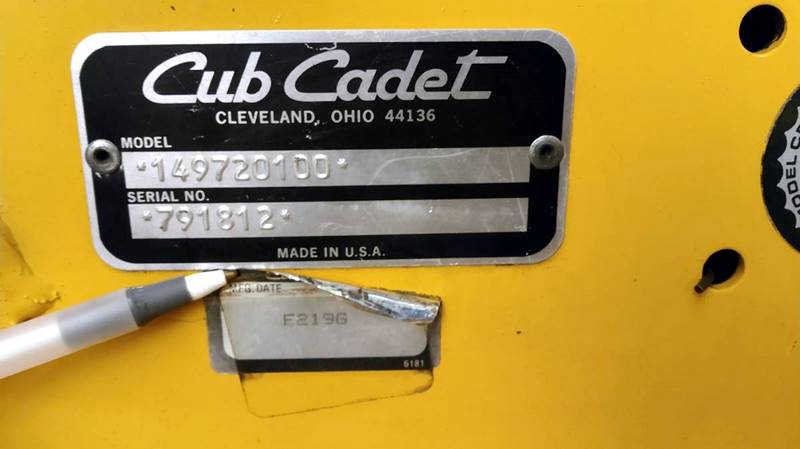 Cub Cadet
CLEVELAND, OHIO 44136
MODEL
*149720100*
SERIAL NO.
*791812*
MADE IN U.S.A.
MFG. DATE
F219G
6181